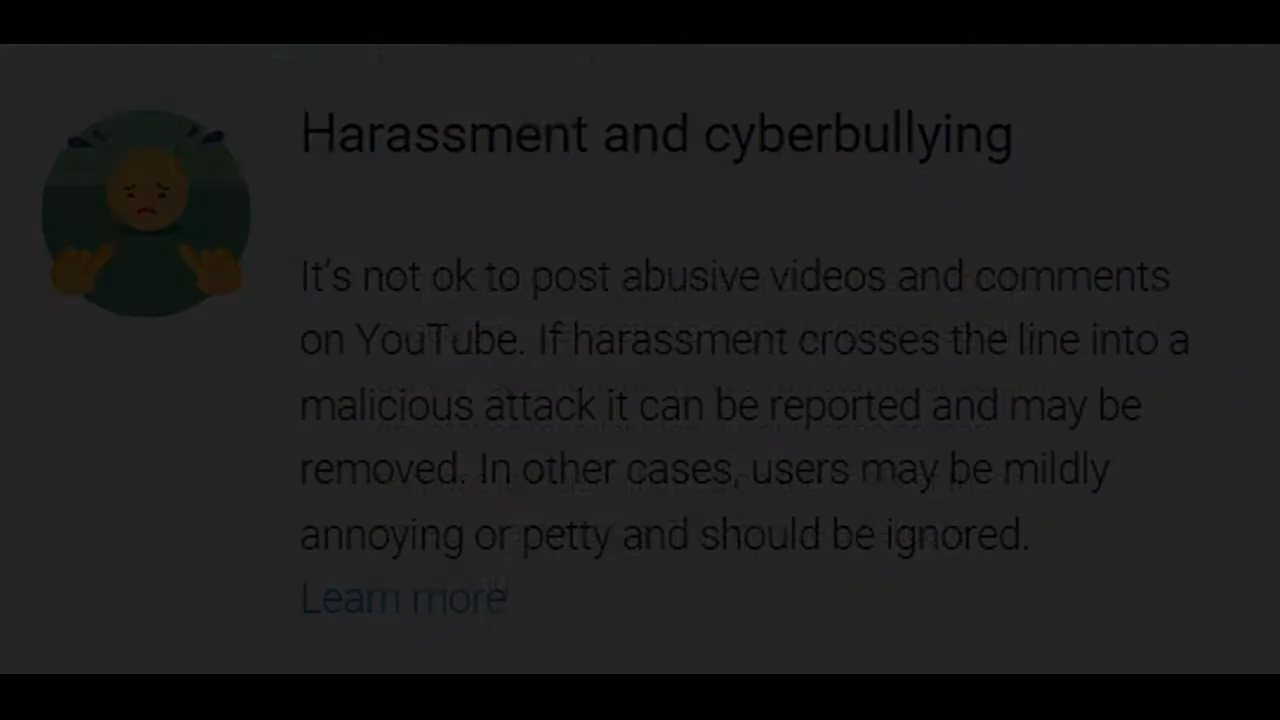 Harassment and cyberbullying
It's not ok to post abusive videos and comments
on YouTube. If harassment crosses the line into a
malicious attack it can be reported and may be
removed. In other cases, users may be mildly
annoying or petty and should be ignored.
Learn more